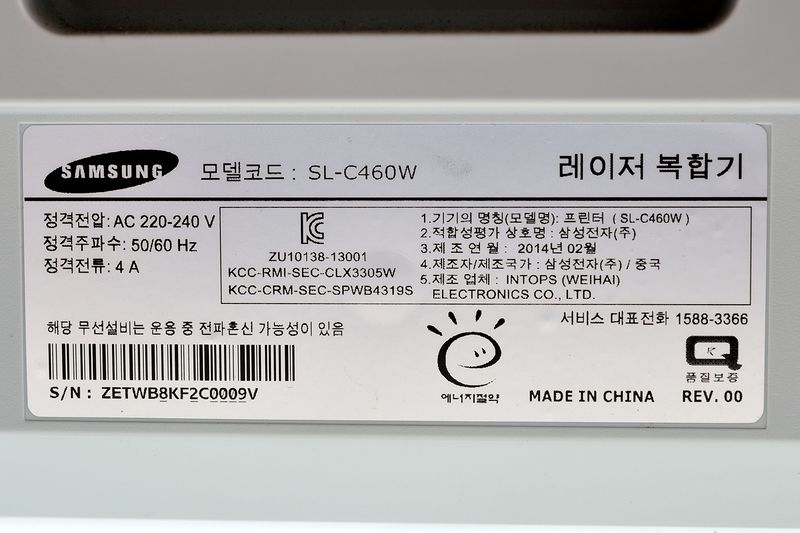 SAMSUNG 모델코드 : SL-C460W 레이저 복합기
정격전압: AC 220-240 V
정격주파수: 50/60 Hz
정격전류: 4 A
ZU10138-13001
KCC-RMI-SEC-CLX3305W
KCC-CRM-SEC-SPWB4319S
1.기기의 명칭(모델명): 프린터 ( SL-C460W )
2.적합성평가 상호명 : 삼성전자(주)
3.제 조 연 월 : 2014년 02월
4.제조자/제조국가 : 삼성전자(주) / 중국
5.제조 업체 : INTOPS (WEIHAI)
ELECTRONICS CO., LTD.
해당 무선설비는 운용 중 전파혼신 가능성이 있음
서비스 대표전화 1588-3366
S/N : ZETWB8KF2C0009V
에너지절약
MADE IN CHINA
품질보증
REV. 00